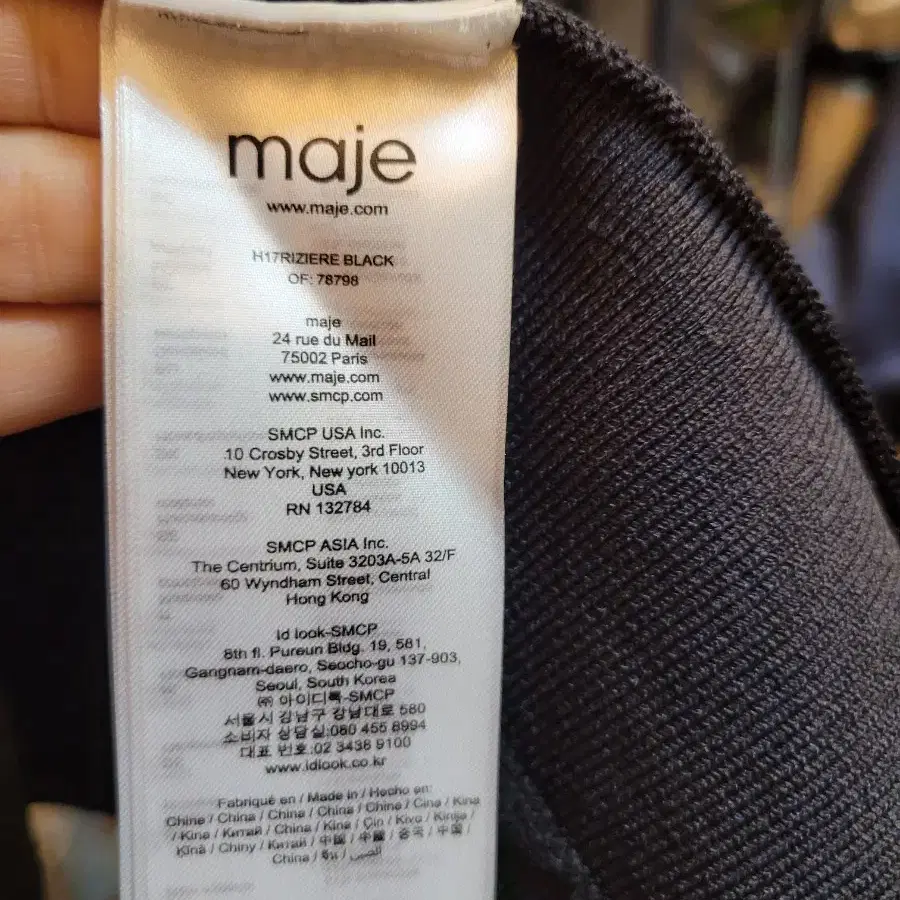 maje
www.maje.com
H17RIZIERE BLACK
OF: 78798
maje
24 rue du Mail
75002 Paris
www.maje.com
www.smcp.com
SMCP USA Inc.
10 Crosby Street, 3rd Floor
New York, New york 10013
USA
RN 132784
SMCP ASIA Inc.
The Centrium, Suite 3203A-5A 32/F
60 Wyndham Street, Central
Hong Kong
Id look-SMCP
8th fl. Pureun Bldg. 19, 581,
Gangnam-daero, Seocho-gu 137-903,
Seoul, South Korea
㈜ 아이디룩-SMCP
서울시 강남구 강남대로 580
소비자 상담실:080 455 8994
대표 번호:02 3438 9100
www.idlook.co.kr
Fabriqué en / Made in / Hecho en:
Chine / China / China / China / Chine / Cina / Kina
/ Kina / Китай / China / Kina / Çin / Kıva / Kinija /
Ķīna / Chiny / Китай / 中国 / 中國 / 중국 / 中国 /
China / จีน / الصين